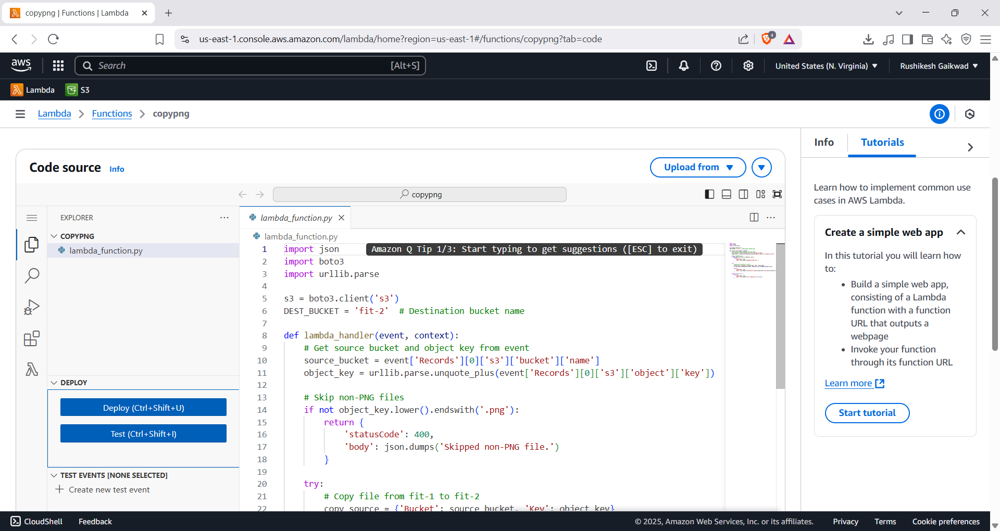 copypng | Functions | Lambda
us-east-1.console.aws.amazon.com/lambda/home?region=us-east-1#/functions/copypng?tab=code
4
aws
Search
[Alt+S]
United States (N. Virginia)
Rushikesh Gaikwad
Lambda
S3
Lambda
Functions
copypng
Code source
Info
Upload from
copypng
EXPLORER
COPYPNG
lambda_function.py
DEPLOY
Deploy (Ctrl+Shift+U)
Test (Ctrl+Shift+I)
TEST EVENTS [NONE SELECTED]
Create new test event
lambda_function.py
lambda_function.py
1 import json
Amazon Q Tip 1/3: Start typing to get suggestions ([ESC] to exit)
2 import boto3
3 import urllib.parse
4
5 s3 = boto3.client('s3')
6 DEST_BUCKET = 'fit-2'  # Destination bucket name
7
8 def lambda_handler(event, context):
9     # Get source bucket and object key from event
10     source_bucket = event['Records'][0]['s3']['bucket']['name']
11     object_key = urllib.parse.unquote_plus(event['Records'][0]['s3']['object']['key'])
12
13     # Skip non-PNG files
14     if not object_key.lower().endswith('.png'):
15         return {
16             'statusCode': 400,
17             'body': json.dumps('Skipped non-PNG file.')
18         }
19
20     try:
21         # Copy file from fit-1 to fit-2
22         copy_source = {'Bucket': source_bucket, 'Key': object_key}
Info
Tutorials
Learn how to implement common use
cases in AWS Lambda.
Create a simple web app
In this tutorial you will learn how
to:
• Build a simple web app,
consisting of a Lambda
function with a function
URL that outputs a
webpage
• Invoke your function
through its function URL
Learn more
Start tutorial
CloudShell
Feedback
© 2025, Amazon Web Services, Inc. or its affiliates.
Privacy
Terms
Cookie preferences